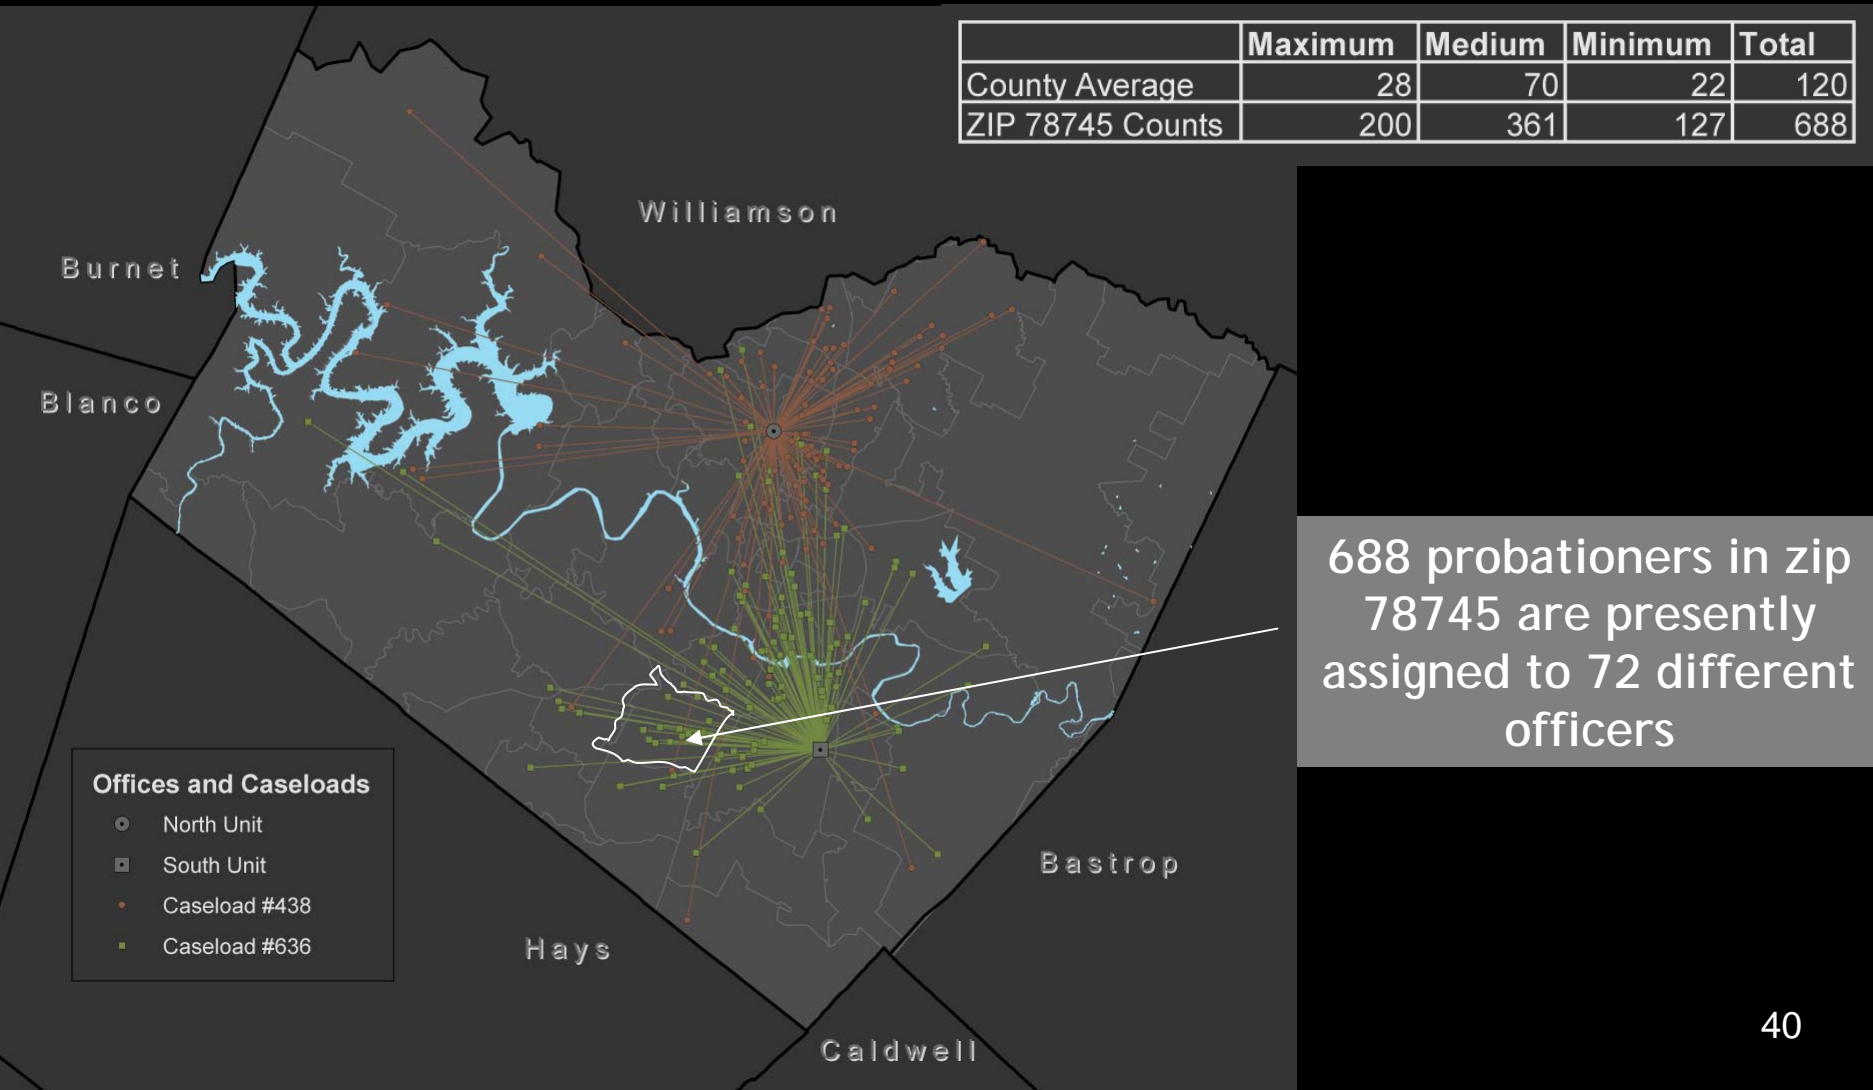 Maximum Medium Minimum Total
County Average 28 70 22 120
ZIP 78745 Counts 200 361 127 688
Williamson
Burnet
Blanco
688 probationers in zip
78745 are presently
assigned to 72 different
officers
Offices and Caseloads
North Unit
South Unit
Caseload #438
Caseload #636
Bastrop
Hays
Caldwell
40